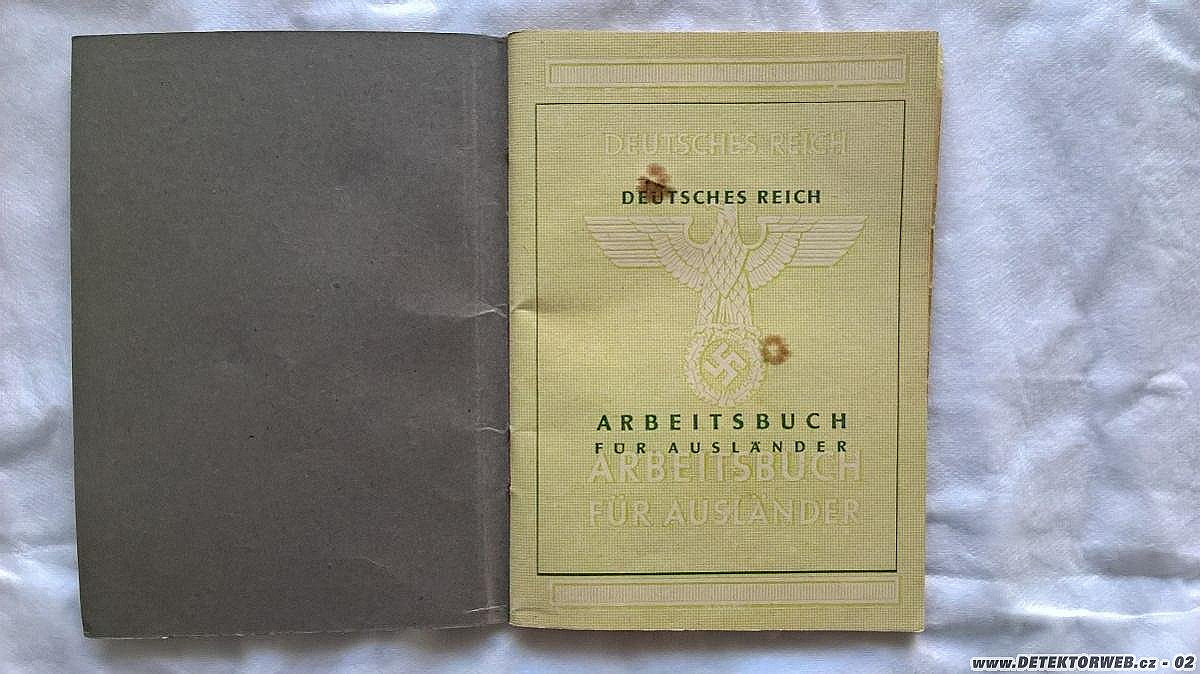 DEUTSCHES REICH
DEUTSCHES REICH
ARBEITSBUCH
FÜR AUSLÄNDER
ARBEITSBUCH
FÜR AUSLÄNDER
www.DETEKTORWEB.cz - 02